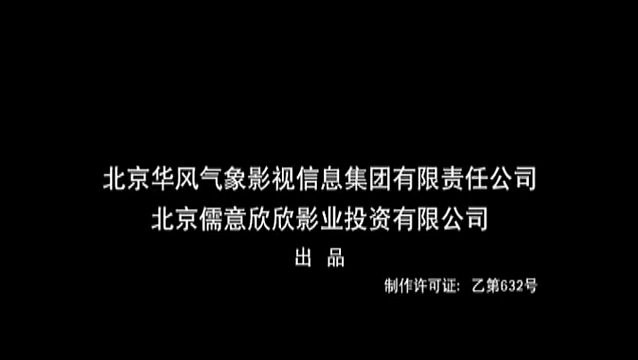 北京华风气象影视信息集团有限责任公司
北京儒意欣欣影业投资有限公司
出 品
制作许可证：乙第632号